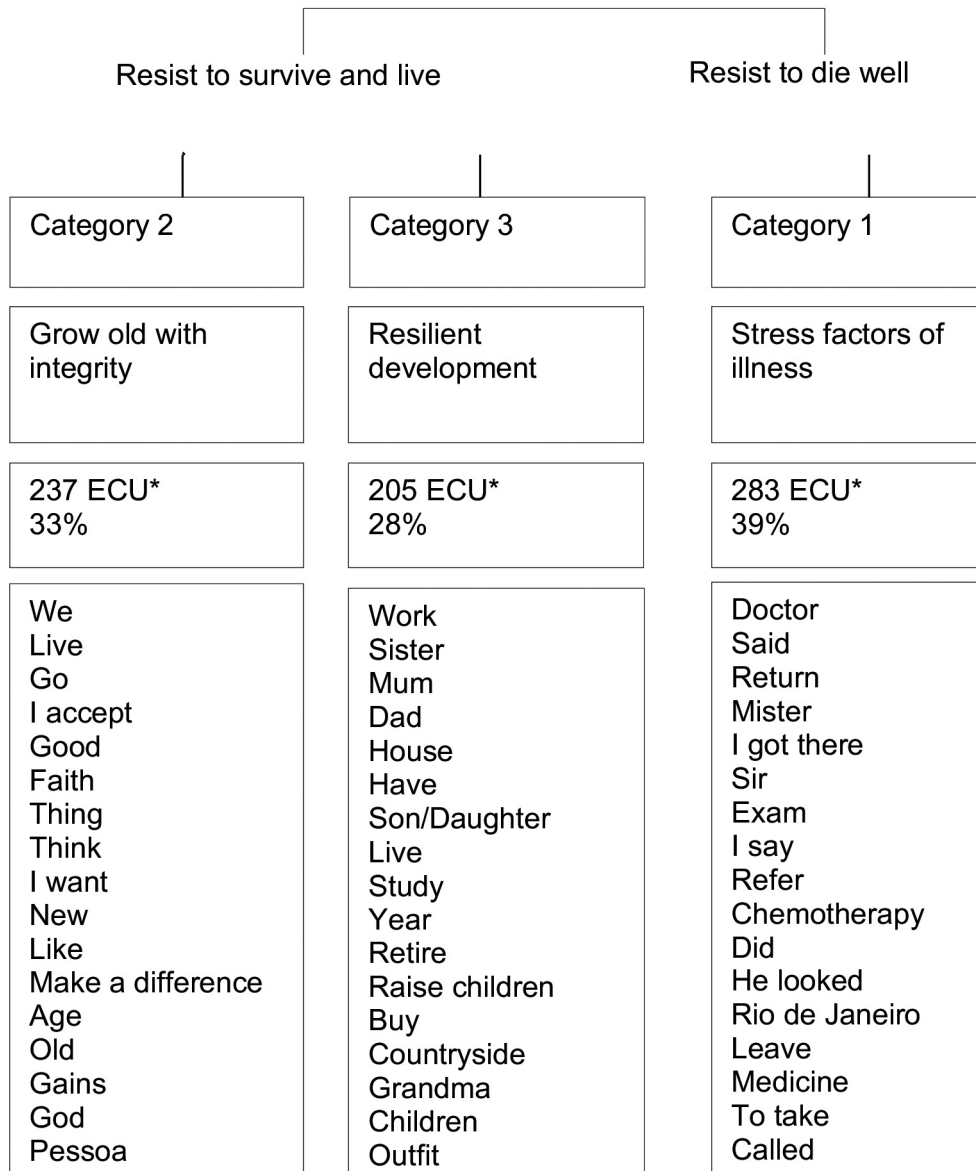 Resist to survive and live
Resist to die well
Category 2
Category 3
Category 1
Grow old with
integrity
Resilient
development
Stress factors of
illness
237 ECU*
33%
205 ECU*
28%
283 ECU*
39%
We
Live
Go
I accept
Good
Faith
Thing
Think
I want
New
Like
Make a difference
Age
Old
Gains
God
Pessoa
Work
Sister
Mum
Dad
House
Have
Son/Daughter
Live
Study
Year
Retire
Raise children
Buy
Countryside
Grandma
Children
Outfit
Doctor
Said
Return
Mister
I got there
Sir
Exam
I say
Refer
Chemotherapy
Did
He looked
Rio de Janeiro
Leave
Medicine
To take
Called